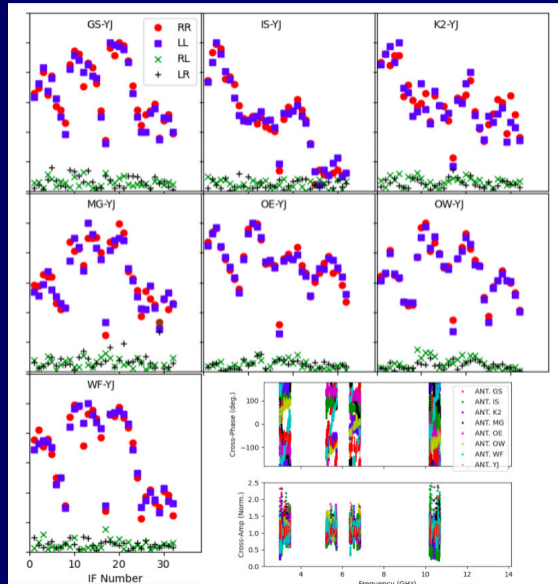 GS-YJ
IS-YJ
K2-YJ
RR
LL
RL
LR
MG-YJ
OE-YJ
OW-YJ
WF-YJ
0
10
20
30
IF Number
Cross-Phase (deg.)
100
0
−100
ANT. GS
ANT. IS
ANT. K2
ANT. MG
ANT. OE
ANT. OW
ANT. WF
ANT. YJ
Cross-Amp (Norm.)
2.5
2.0
1.5
1.0
0.5
0.0
4
6
8
10
12
14
Frequency (GHz)